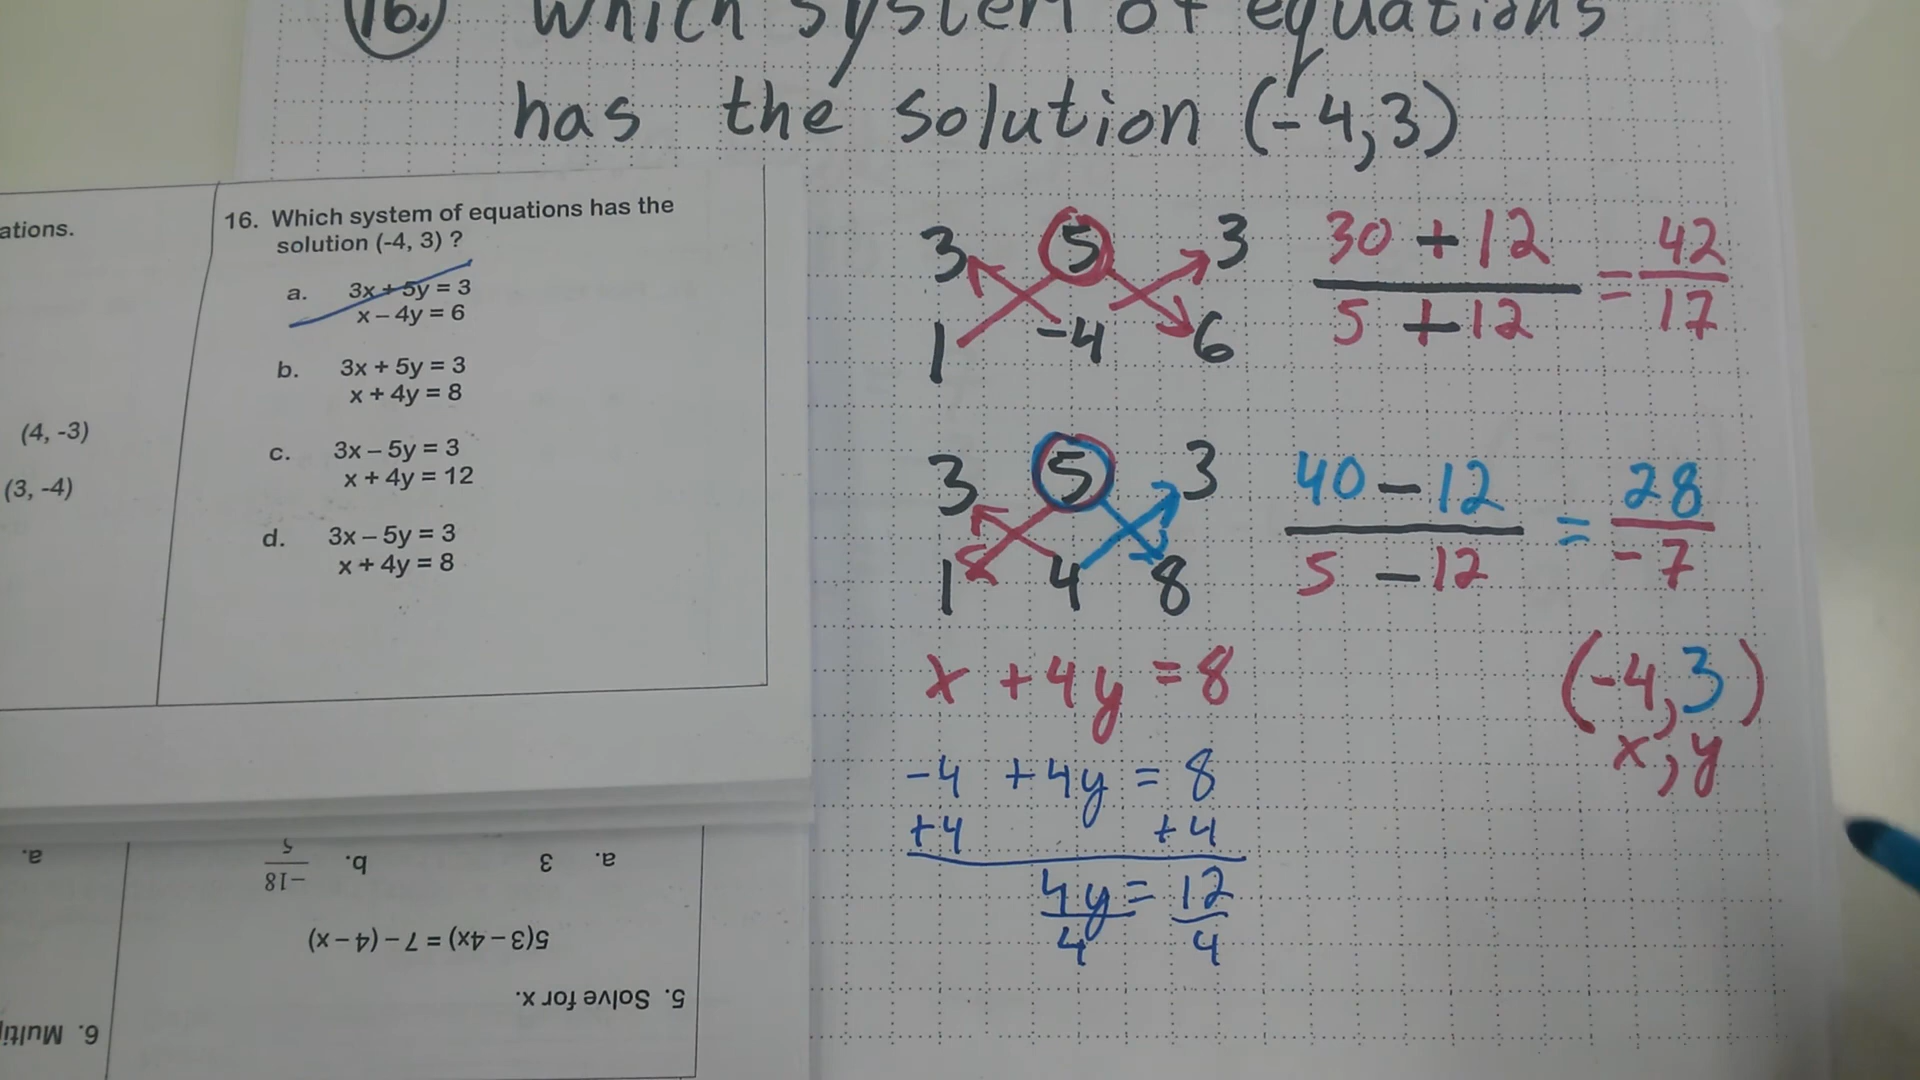 16. Which system of equations
has the solution (-4,3)
ations.
(4, -3)
(3, -4)
16. Which system of equations has the
solution (-4, 3) ?
a. 3x + 5y = 3
x – 4y = 6
b. 3x + 5y = 3
x + 4y = 8
c. 3x – 5y = 3
x + 4y = 12
d. 3x – 5y = 3
x + 4y = 8
3 5 3
1 -4 6
30 + 12 = 42
5 + 12 17
3 5 3
1 4 8
40 - 12 = 28
5 - 12 -7
x + 4y = 8
-4 + 4y = 8
+4 +4
4y = 12
4 4
(-4,3)
x,y
5. Solve for x.
5(3 – 4x) = 7 – (4 – x)
a. 3 b. –18
5
6. Multip
a.